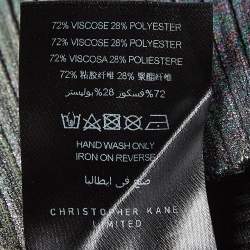 72% VISCOSE 28% POLYESTER
72% VISCOSE 28% POLYESTER
72% VISCOSA 28% POLIESTERE
72% 粘胶纤维 28% 聚酯纤维
72% فسكوز 28% بوليستر
HAND WASH ONLY
IRON ON REVERSE
صنع في ايطاليا
CHRISTOPHER KANE
LIMITED